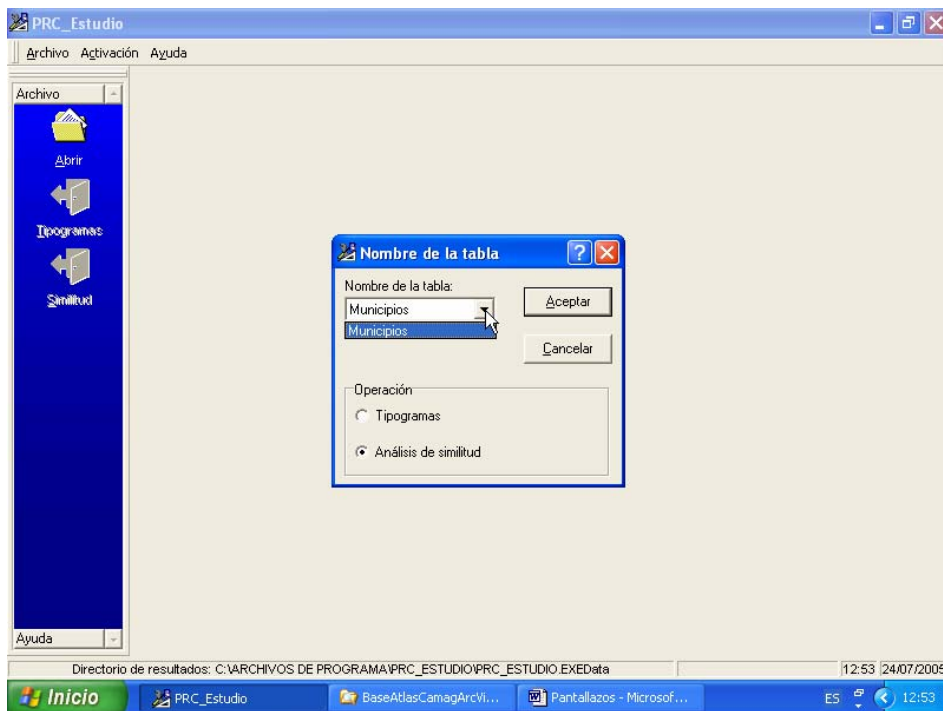 PRC_Estudio
Archivo Activación Ayuda
Archivo
Abrir
Tipogramas
Similitud
Nombre de la tabla
Nombre de la tabla:
Municipios
Municipios
Aceptar
Cancelar
Operación
Tipogramas
Análisis de similitud
Ayuda
Directorio de resultados: C:\ARCHIVOS DE PROGRAMA\PRC_ESTUDIO\PRC_ESTUDIO.EXEData
12:53 24/07/2005
Inicio PRC_Estudio BaseAtlasCamagArcVi... Pantallazos - Microsof... ES 12:53